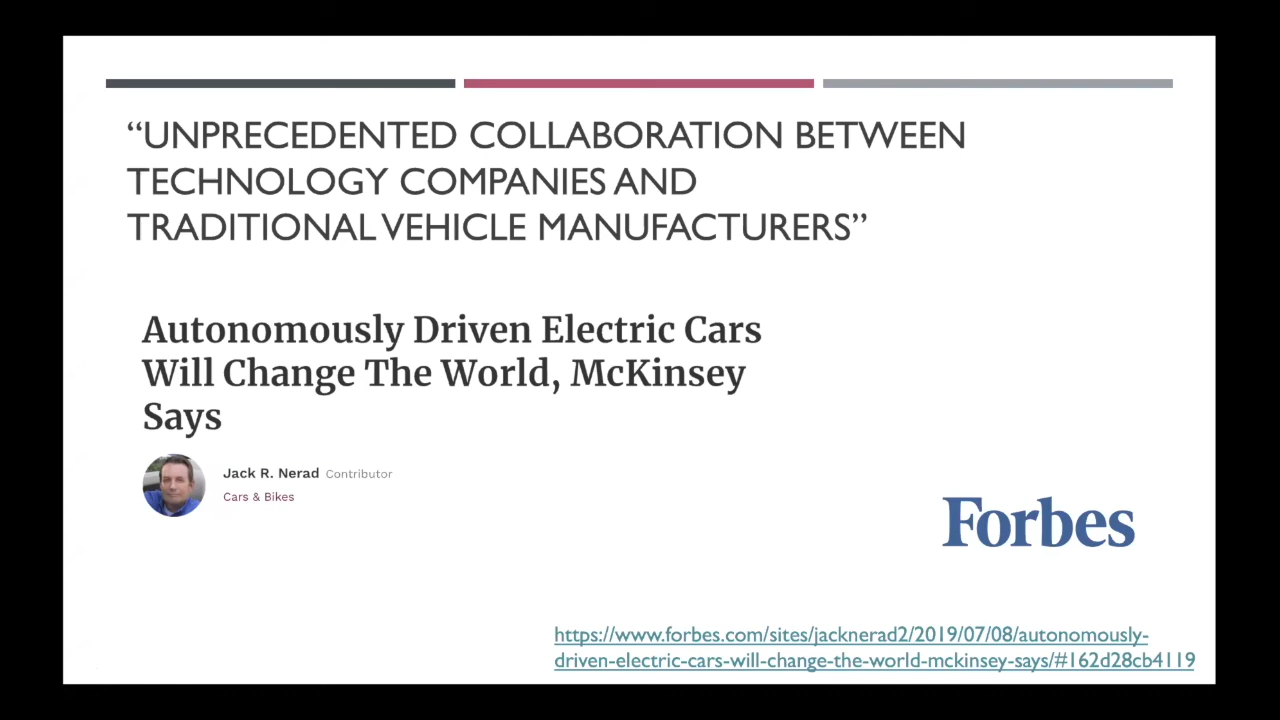 “UNPRECEDENTED COLLABORATION BETWEEN
TECHNOLOGY COMPANIES AND
TRADITIONAL VEHICLE MANUFACTURERS”
Autonomously Driven Electric Cars
Will Change The World, McKinsey
Says
Jack R. Nerad Contributor
Cars & Bikes
Forbes
https://www.forbes.com/sites/jacknerad2/2019/07/08/autonomously-
driven-electric-cars-will-change-the-world-mckinsey-says/#162d28cb4119